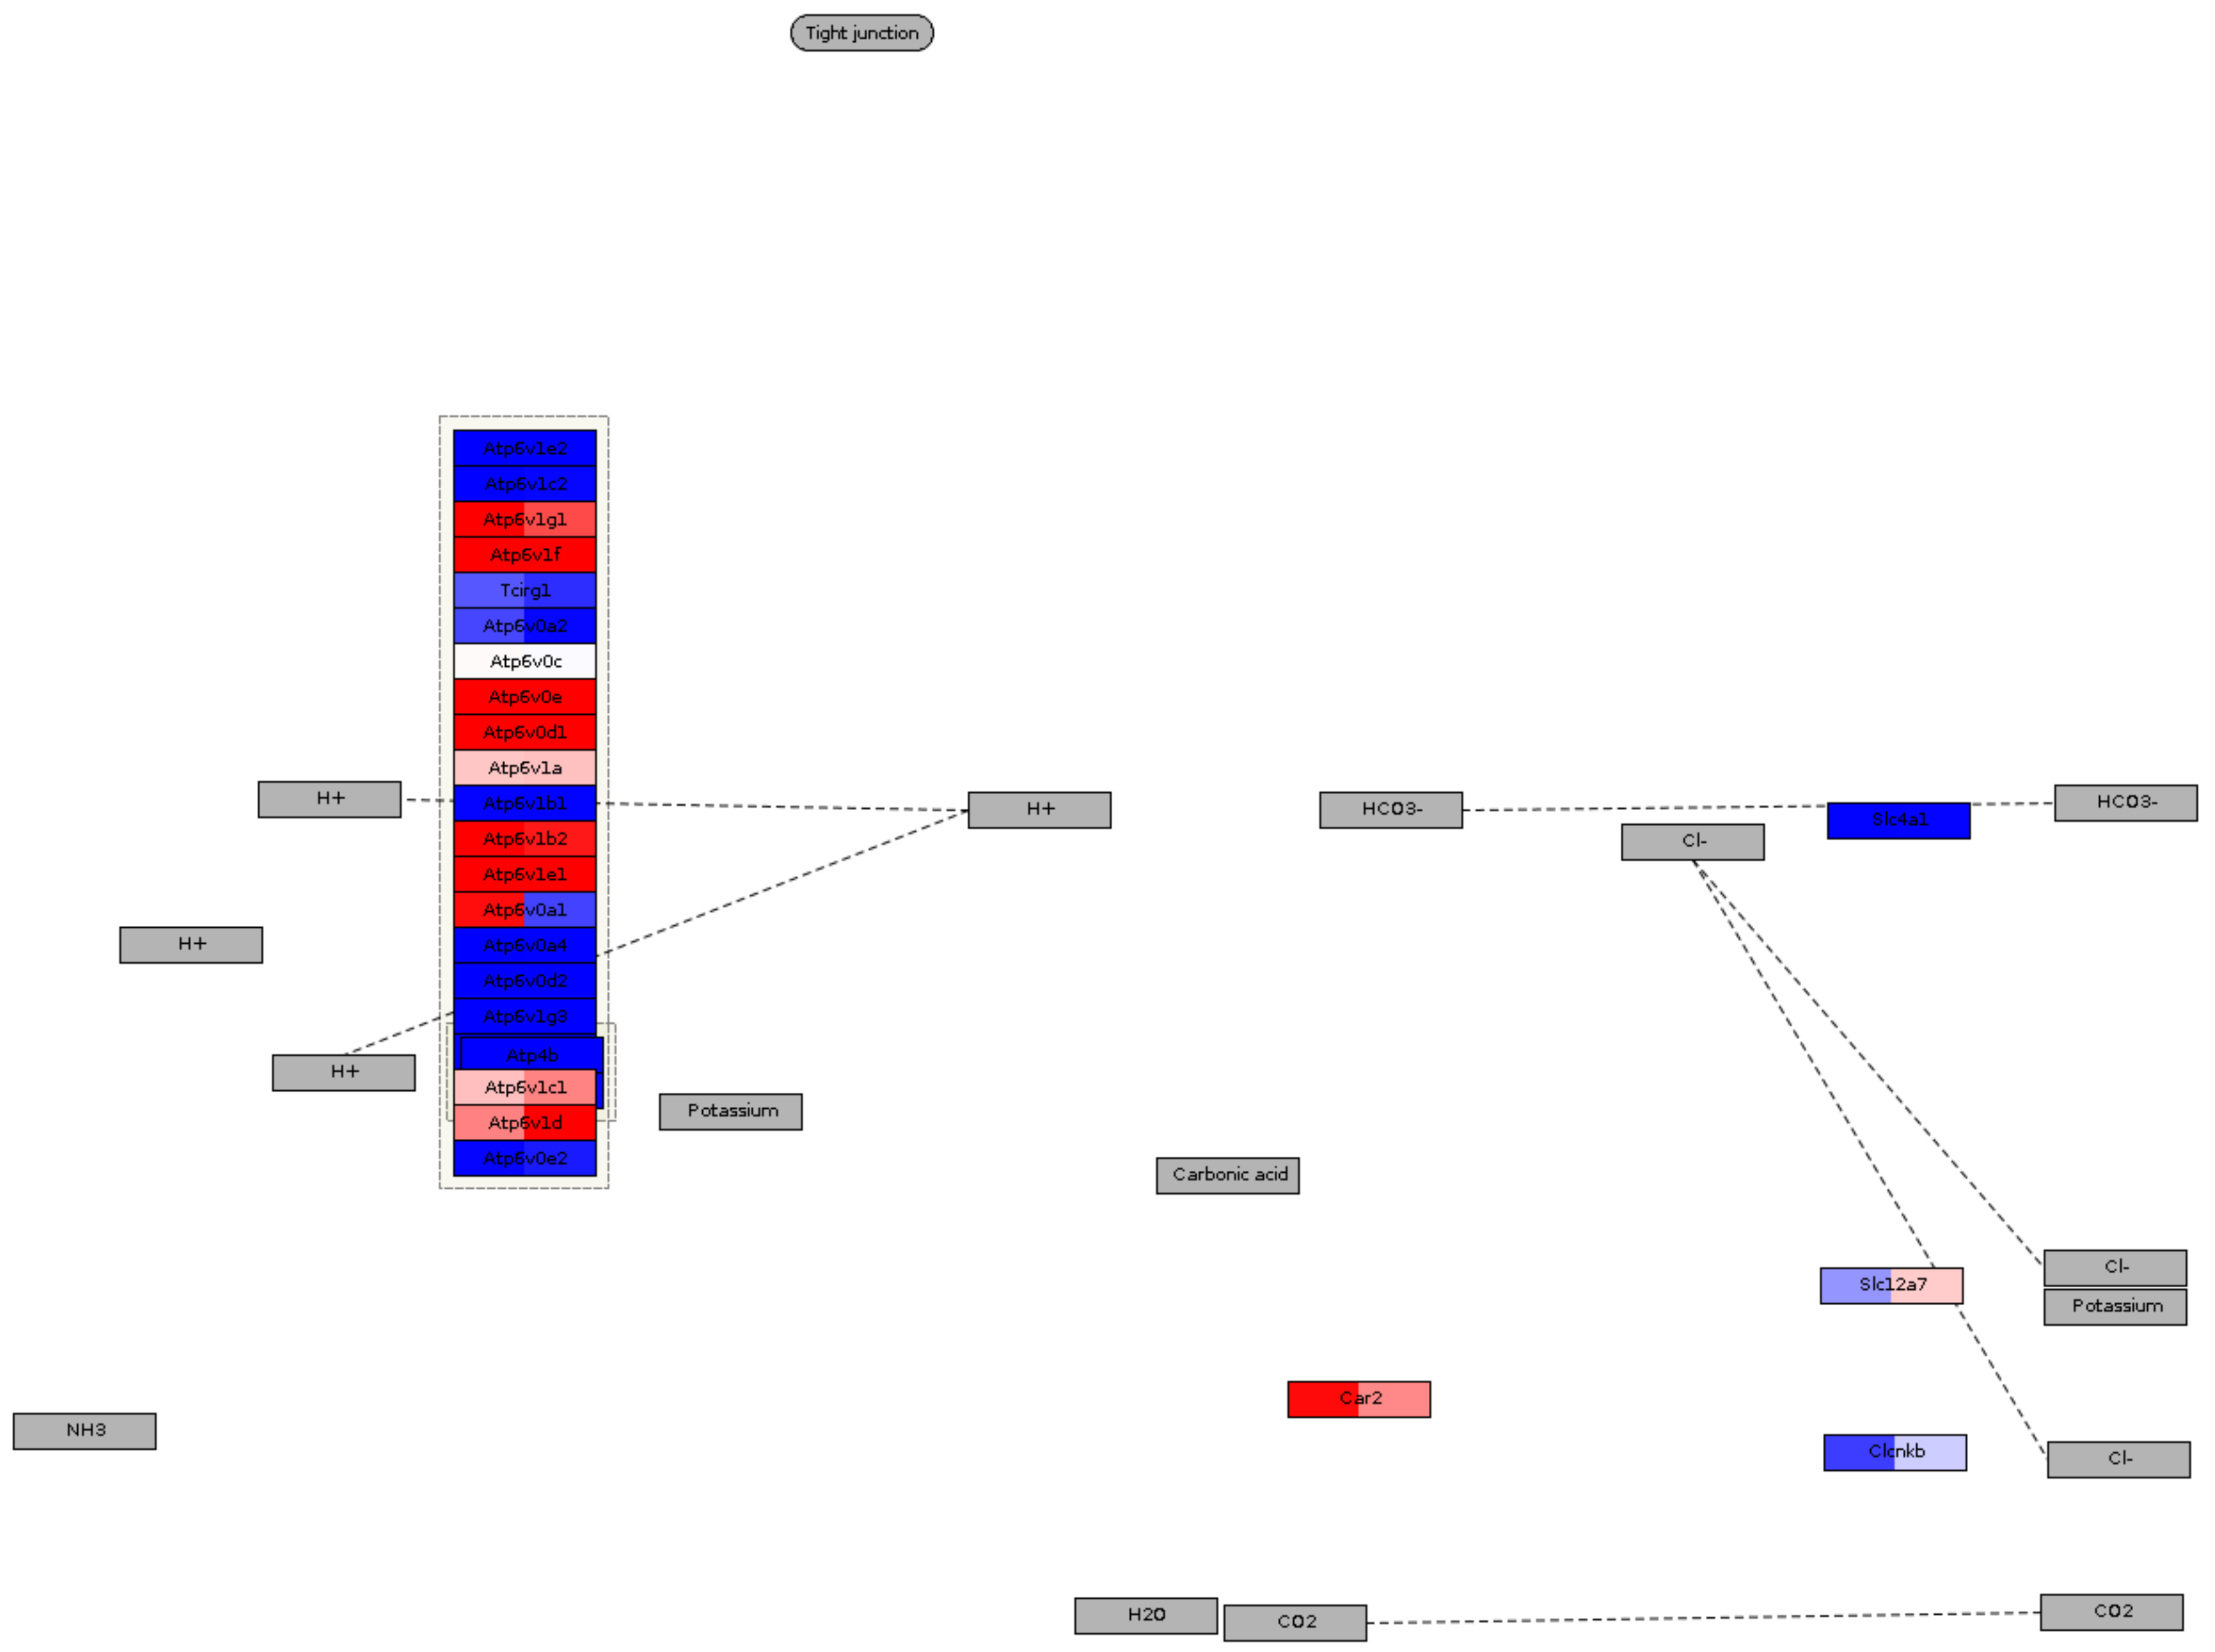 Tight junction
Atp6v1e2
Atp6v1c2
Atp6v1g1
Atp6v1f
Tcirg1
Atp6v0a2
Atp6v0c
Atp6v0e
Atp6v0d1
Atp6v1a
H+
Atp6v1b1
H+
HCO3-
HCO3-
Slc4a1
Cl-
Atp6v1b2
Atp6v1e1
Atp6v0a1
H+
Atp6v0a4
Atp6v0d2
Atp6v1g3
Atp4b
H+
Atp6v1c1
Potassium
Atp6v1d
Atp6v0e2
Carbonic acid
Cl-
Slc12a7
Potassium
Car2
NH3
Clcnkb
Cl-
H2O
CO2
CO2